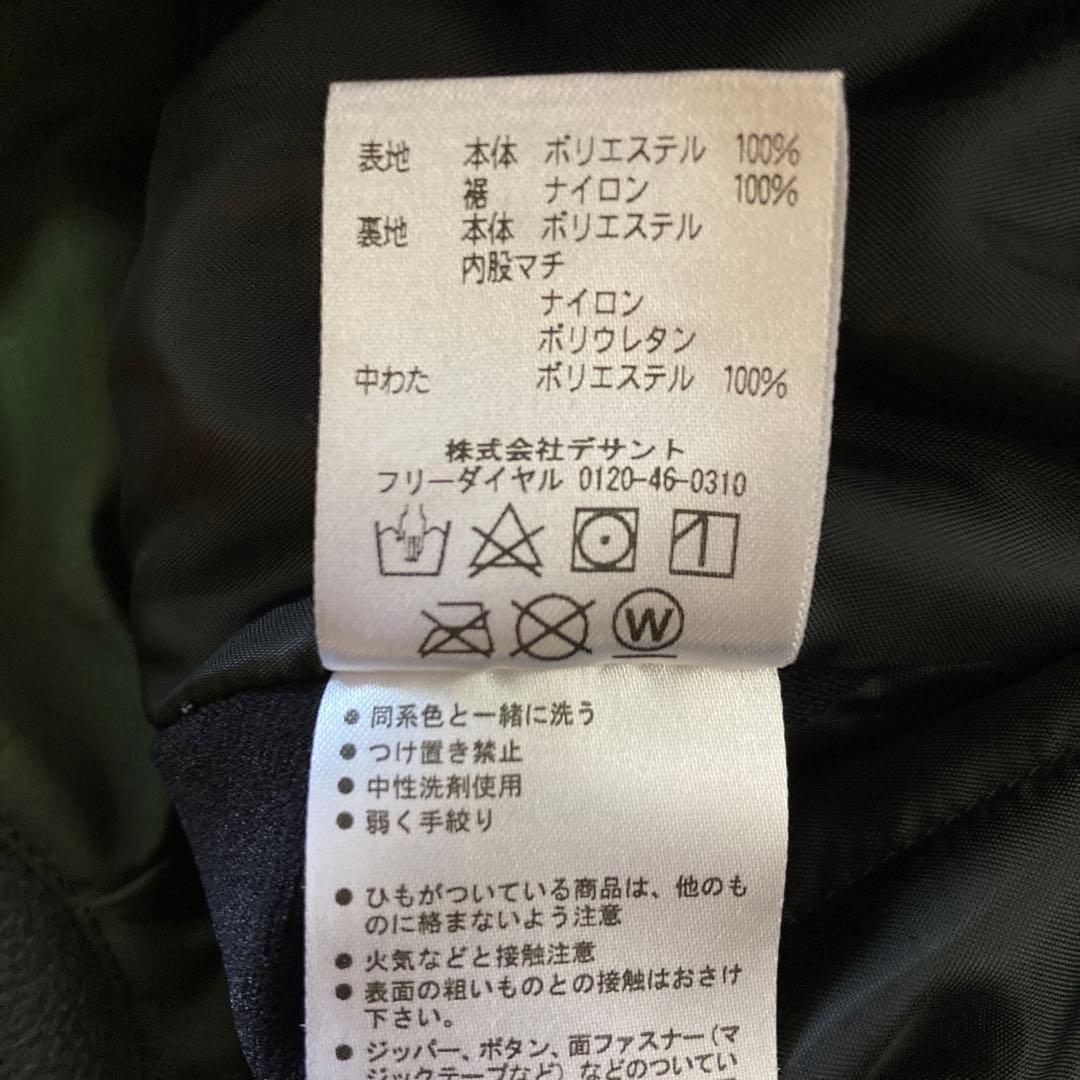 表地 本体 ポリエステル 100%
裾 ナイロン 100%
裏地 本体 ポリエステル
内股マチ
ナイロン
ポリウレタン
中わた ポリエステル 100%
株式会社デサント
フリーダイヤル 0120-46-0310
W
● 同系色と一緒に洗う
● つけ置き禁止
● 中性洗剤使用
● 弱く手絞り
● ひもがついている商品は、他のも
のに絡まないよう注意
● 火気などと接触注意
● 表面の粗いものとの接触はおさけ
下さい。
● ジッパー、ボタン、面ファスナー(マ
ジックテープなど)などのついてい